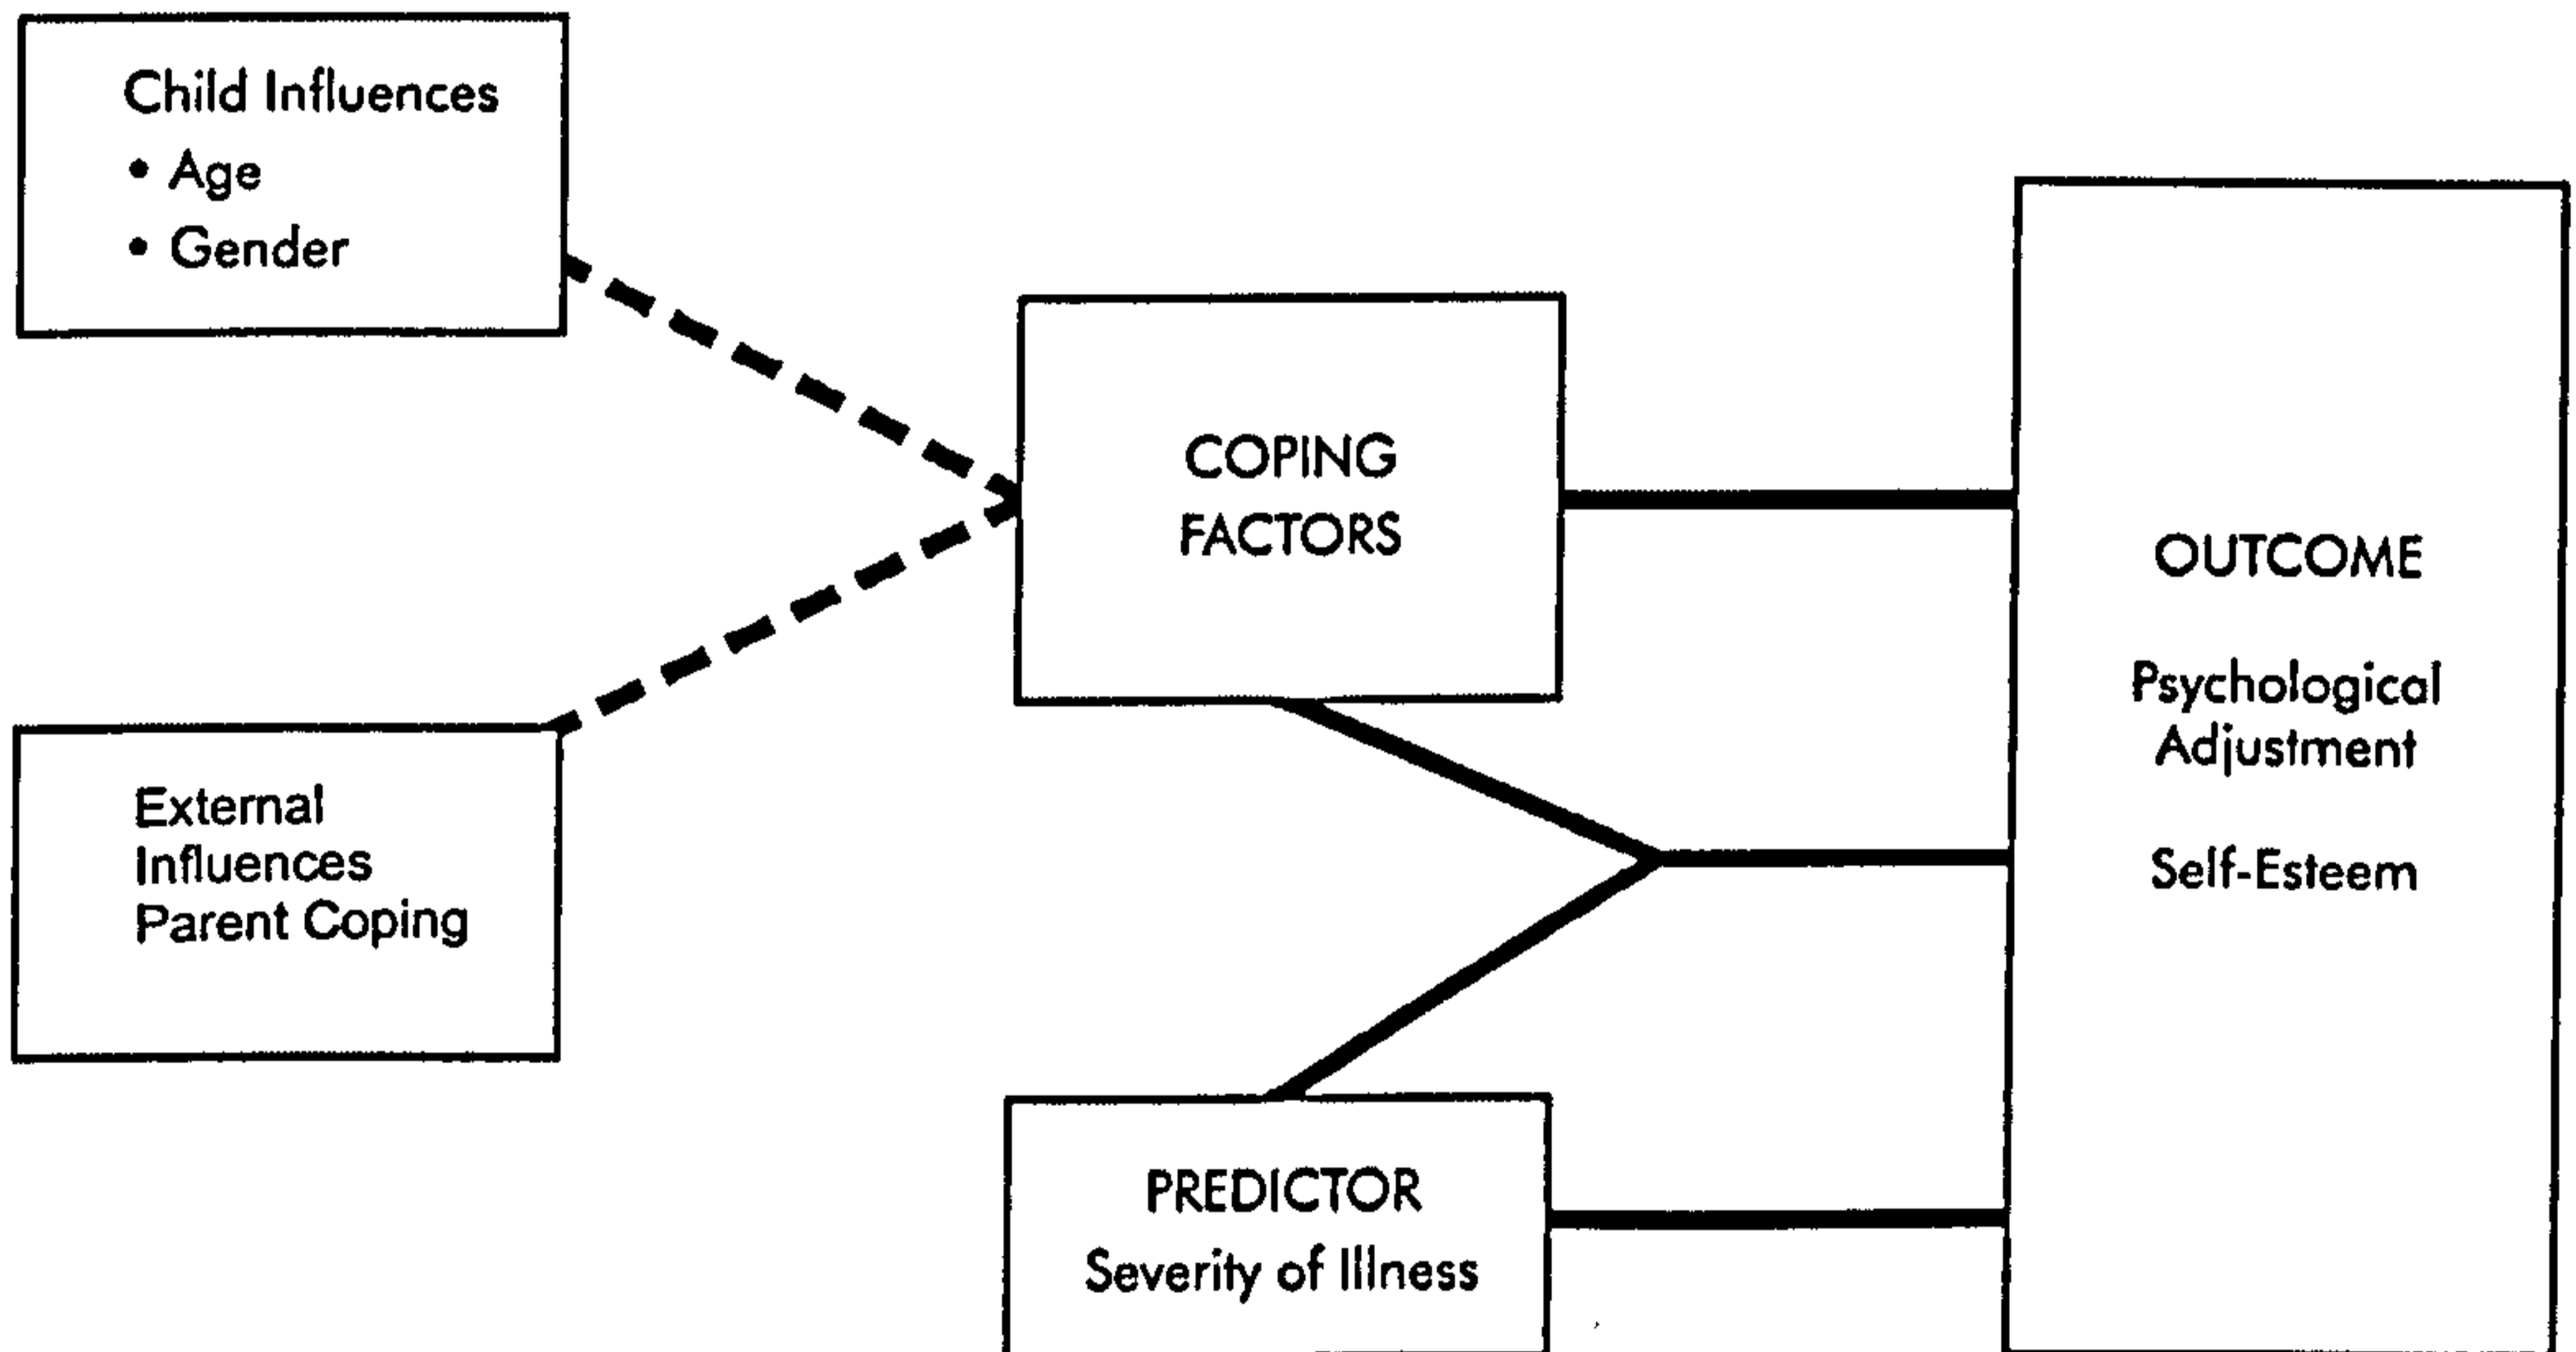 Child Influences
• Age
• Gender
COPING
FACTORS
OUTCOME
Psychological
Adjustment
Self-Esteem
External
Influences
Parent Coping
PREDICTOR
Severity of Illness